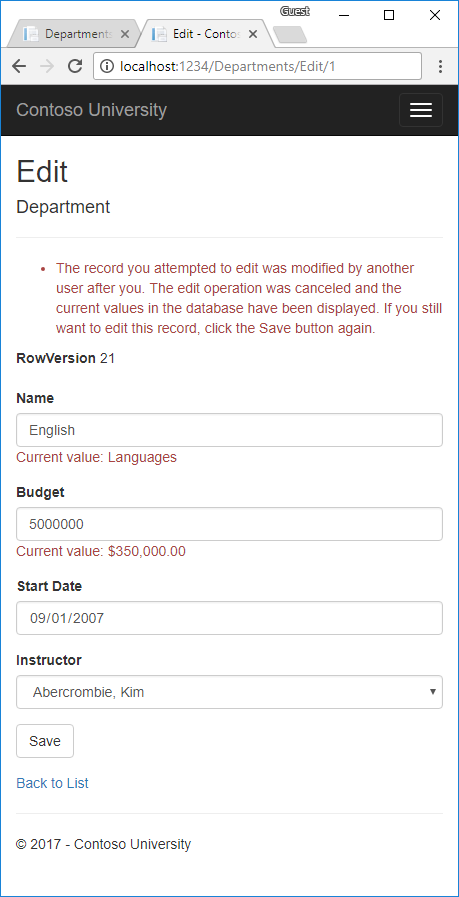 Guest
Departments
Edit - Conto
localhost:1234/Departments/Edit/1
Contoso University
Edit
Department
The record you attempted to edit was modified by another
user after you. The edit operation was canceled and the
current values in the database have been displayed. If you still
want to edit this record, click the Save button again.
RowVersion 21
Name
English
Current value: Languages
Budget
5000000
Current value: $350,000.00
Start Date
09/01/2007
Instructor
Abercrombie, Kim
Save
Back to List
© 2017 - Contoso University